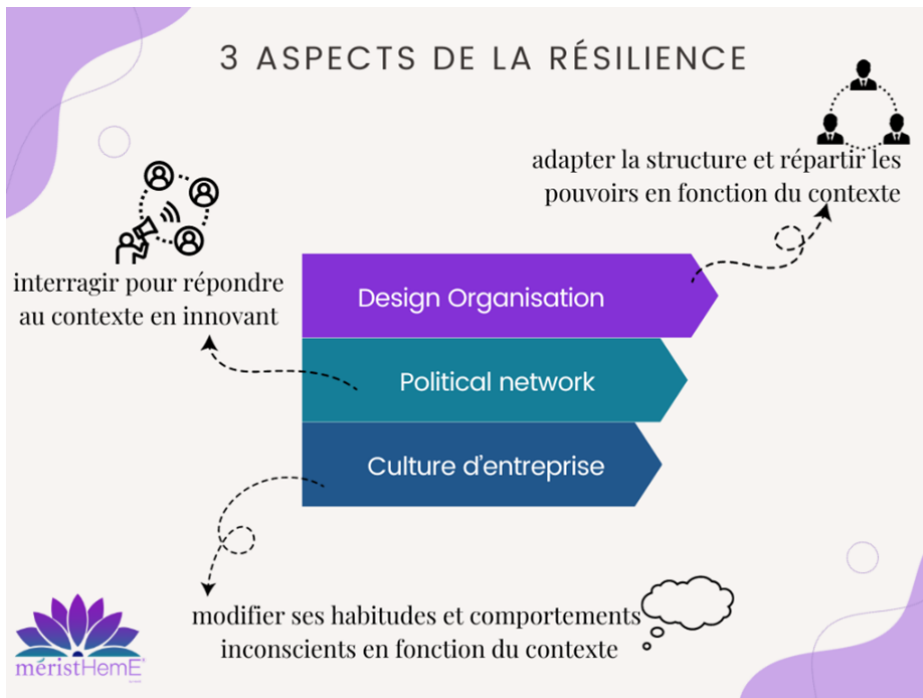 3 ASPECTS DE LA RÉSILIENCE
adapter la structure et répartir les
pouvoirs en fonction du contexte
interragir pour répondre
au contexte en innovant
Design Organisation
Political network
Culture d'entreprise
modifier ses habitudes et comportements
inconscients en fonction du contexte
méristHemE